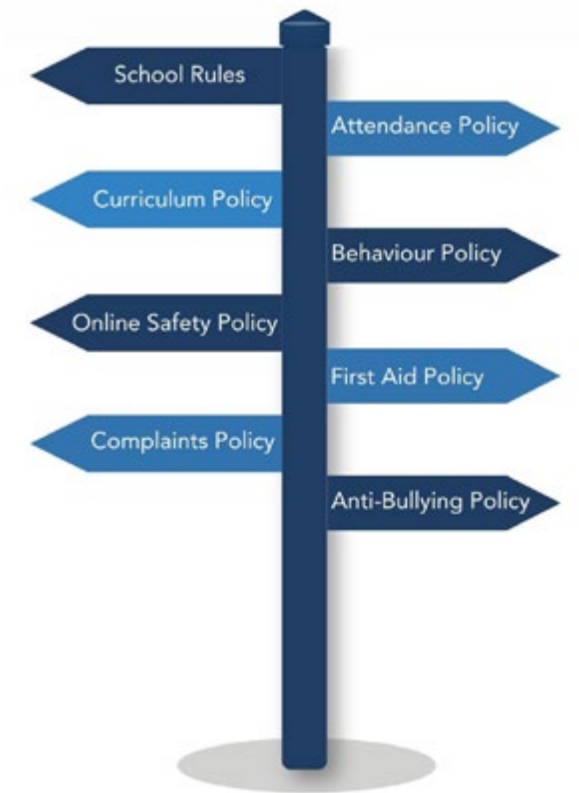 School Rules
Attendance Policy
Curriculum Policy
Behaviour Policy
Online Safety Policy
First Aid Policy
Complaints Policy
Anti-Bullying Policy